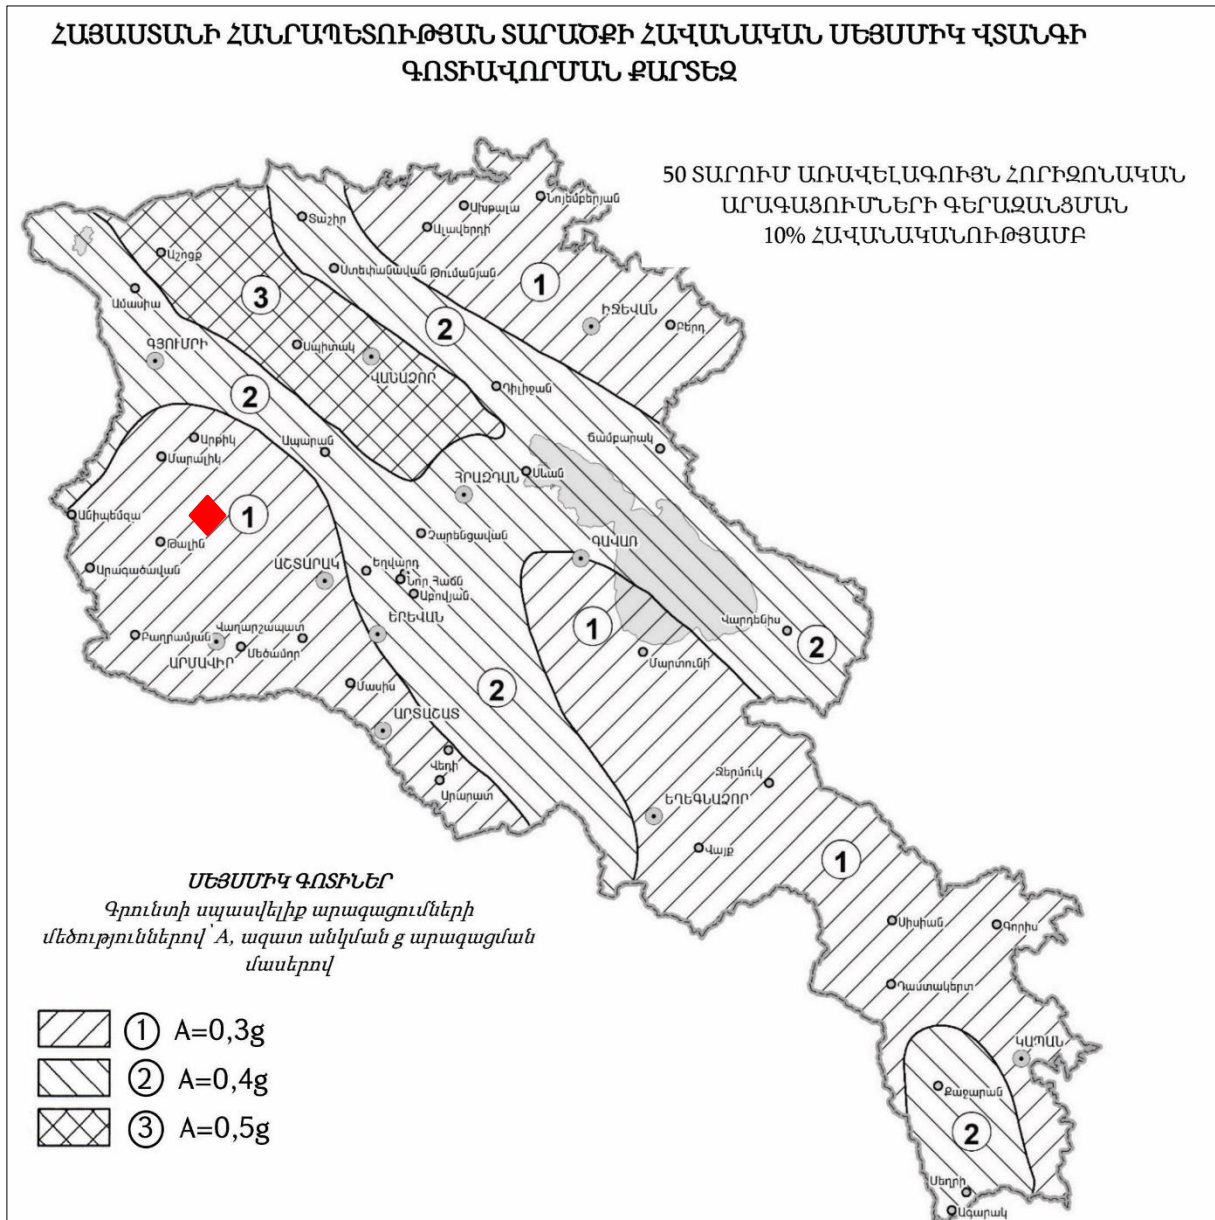 ՀԱՅԱՍՏԱՆԻ ՀԱՆՐԱՊԵՏՈՒԹՅԱՆ ՏԱՐԱԾՔԻ ՀԱՎԱՆԱԿԱՆ ՍԵՅՍՄԻԿ ՎՏԱՆԳԻ
ԳՈՏԻԱՎՈՐՄԱՆ ՔԱՐՏԵԶ
50 ՏԱՐՈՒՄ ԱՌԱՎԵԼԱԳՈՒՅՆ ՀՈՐԻԶՈՆԱԿԱՆ
ԱՐԱԳԱՑՈՒՄՆԵՐԻ ԳԵՐԱԶԱՆՑՄԱՆ
10% ՀԱՎԱՆԱԿԱՆՈՒԹՅԱՄԲ
Նոյեմբերյան
Ախթալա
Տաշիր
Ալավերդի
Աշոցք
Ստեփանավան
Թումանյան
1
Ամասիա
3
ԻՋԵՎԱՆ
Բերդ
2
ԳՅՈՒՄՐԻ
Սպիտակ
ՎԱՆԱՁՈՐ
Դիլիջան
2
Արթիկ
Ապարան
Ճամբարակ
Մարալիկ
ՀՐԱԶԴԱՆ
Սևան
Անիպեմզա
1
Թալին
Չարենցավան
ԳԱՎԱՌ
Արագածավան
ԱՇՏԱՐԱԿ
Եղվարդ
Նոր Հաճն
Աբովյան
Բաղրամյան
Վաղարշապատ
ԵՐԵՎԱՆ
1
Վարդենիս
2
ԱՐՄԱՎԻՐ
Մեծամոր
Մարտունի
Մասիս
2
ԱՐՏԱՇԱՏ
Վեդի
Արարատ
Ջերմուկ
ԵՂԵԳՆԱՁՈՐ
Վայք
1
ՍԵՅՍՄԻԿ ԳՈՏԻՆԵՐ
Գրունտի սպասվելիք արագացումների
մեծություններով՝ A, ազատ անկման g արագացման
մասերով
Սիսիան
Գորիս
Դաստակերտ
① A=0,3g
ԿԱՊԱՆ
② A=0,4g
Քաջարան
③ A=0,5g
2
Մեղրի
Ագարակ